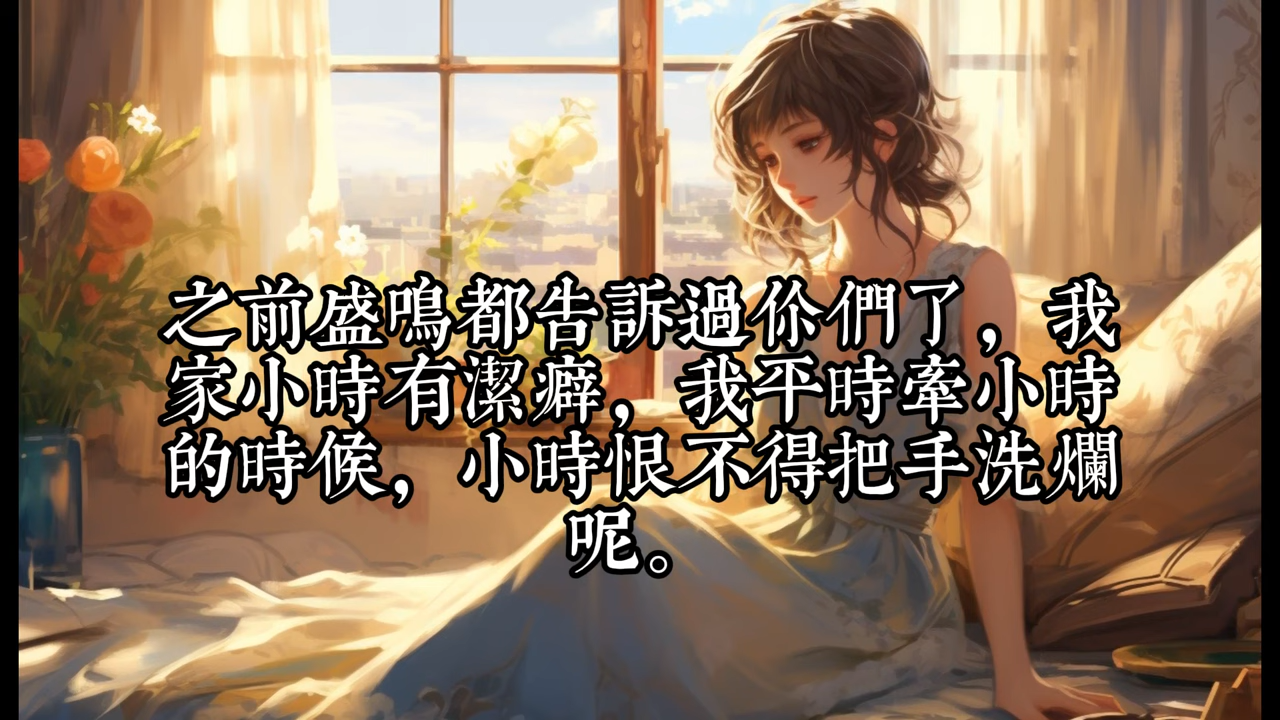 之前盛鳴都告訴過你們了，我
家小時有潔癖，我平時牽小時
的時候，小時恨不得把手洗爛
呢。